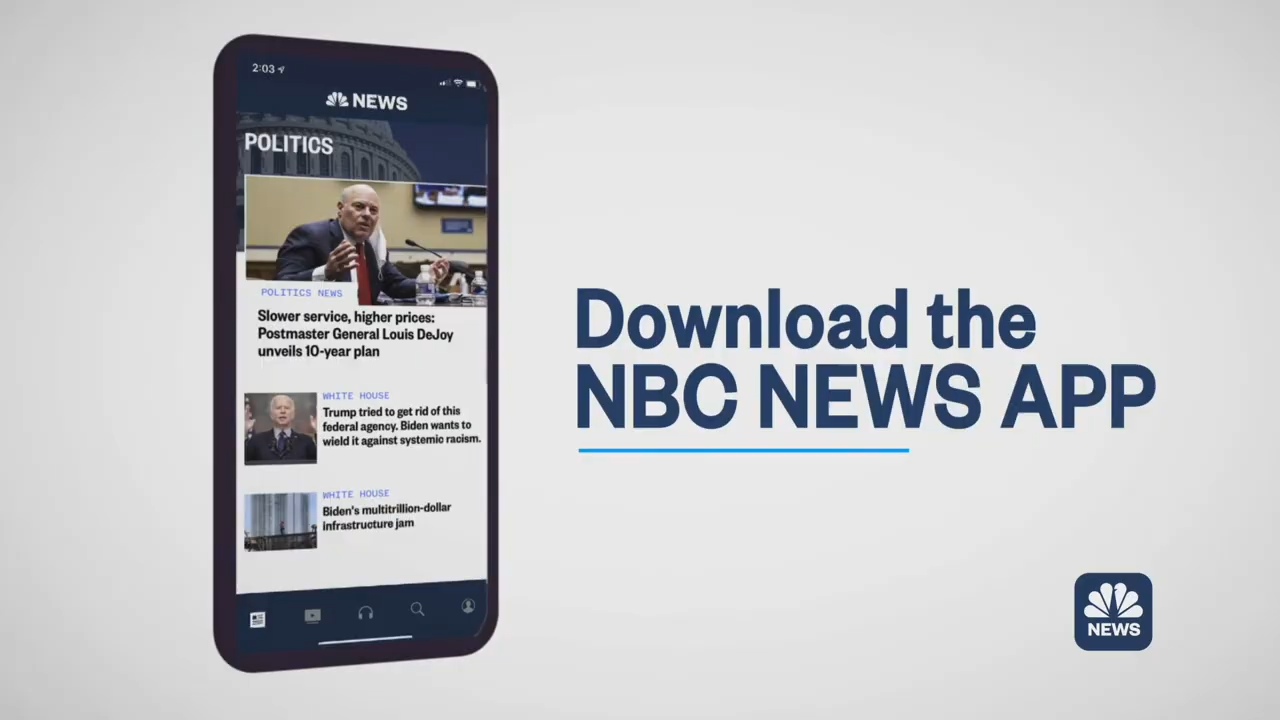 2:03
NEWS
POLITICS
POLITICS NEWS
Slower service, higher prices:
Postmaster General Louis DeJoy
unveils 10-year plan
WHITE HOUSE
Trump tried to get rid of this
federal agency. Biden wants to
wield it against systemic racism.
WHITE HOUSE
Biden's multitrillion-dollar
infrastructure jam
Download the
NBC NEWS APP
NEWS